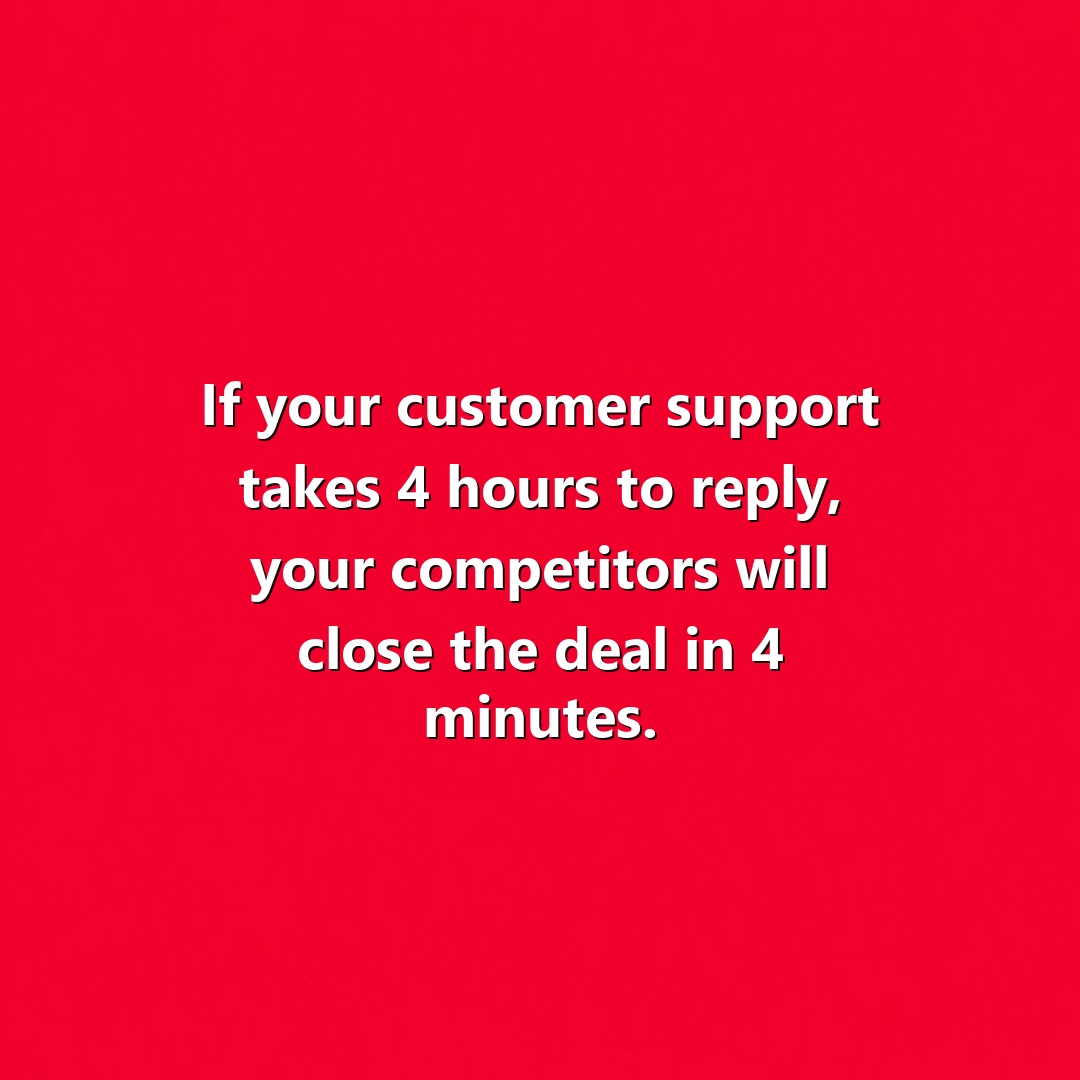 If your customer support
takes 4 hours to reply,
your competitors will
close the deal in 4
minutes.